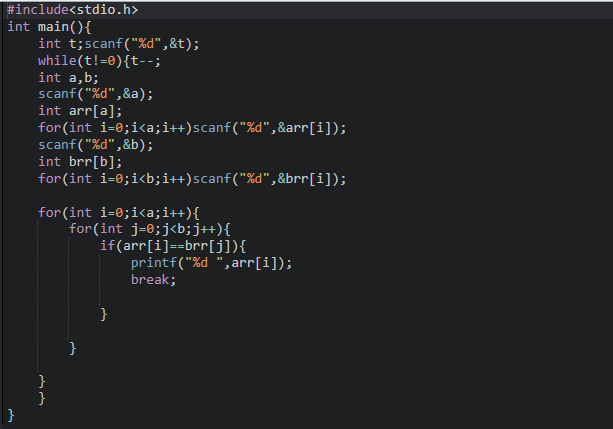 #include<stdio.h>
int main(){
    int t;scanf("%d",&t);
    while(t!=0){t--;
    int a,b;
    scanf("%d",&a);
    int arr[a];
    for(int i=0;i<a;i++)scanf("%d",&arr[i]);
    scanf("%d",&b);
    int brr[b];
    for(int i=0;i<b;i++)scanf("%d",&brr[i]);

    for(int i=0;i<a;i++){
        for(int j=0;j<b;j++){
            if(arr[i]==brr[j]){
                printf("%d ",arr[i]);
                break;

            }

        }

    }
    }
}